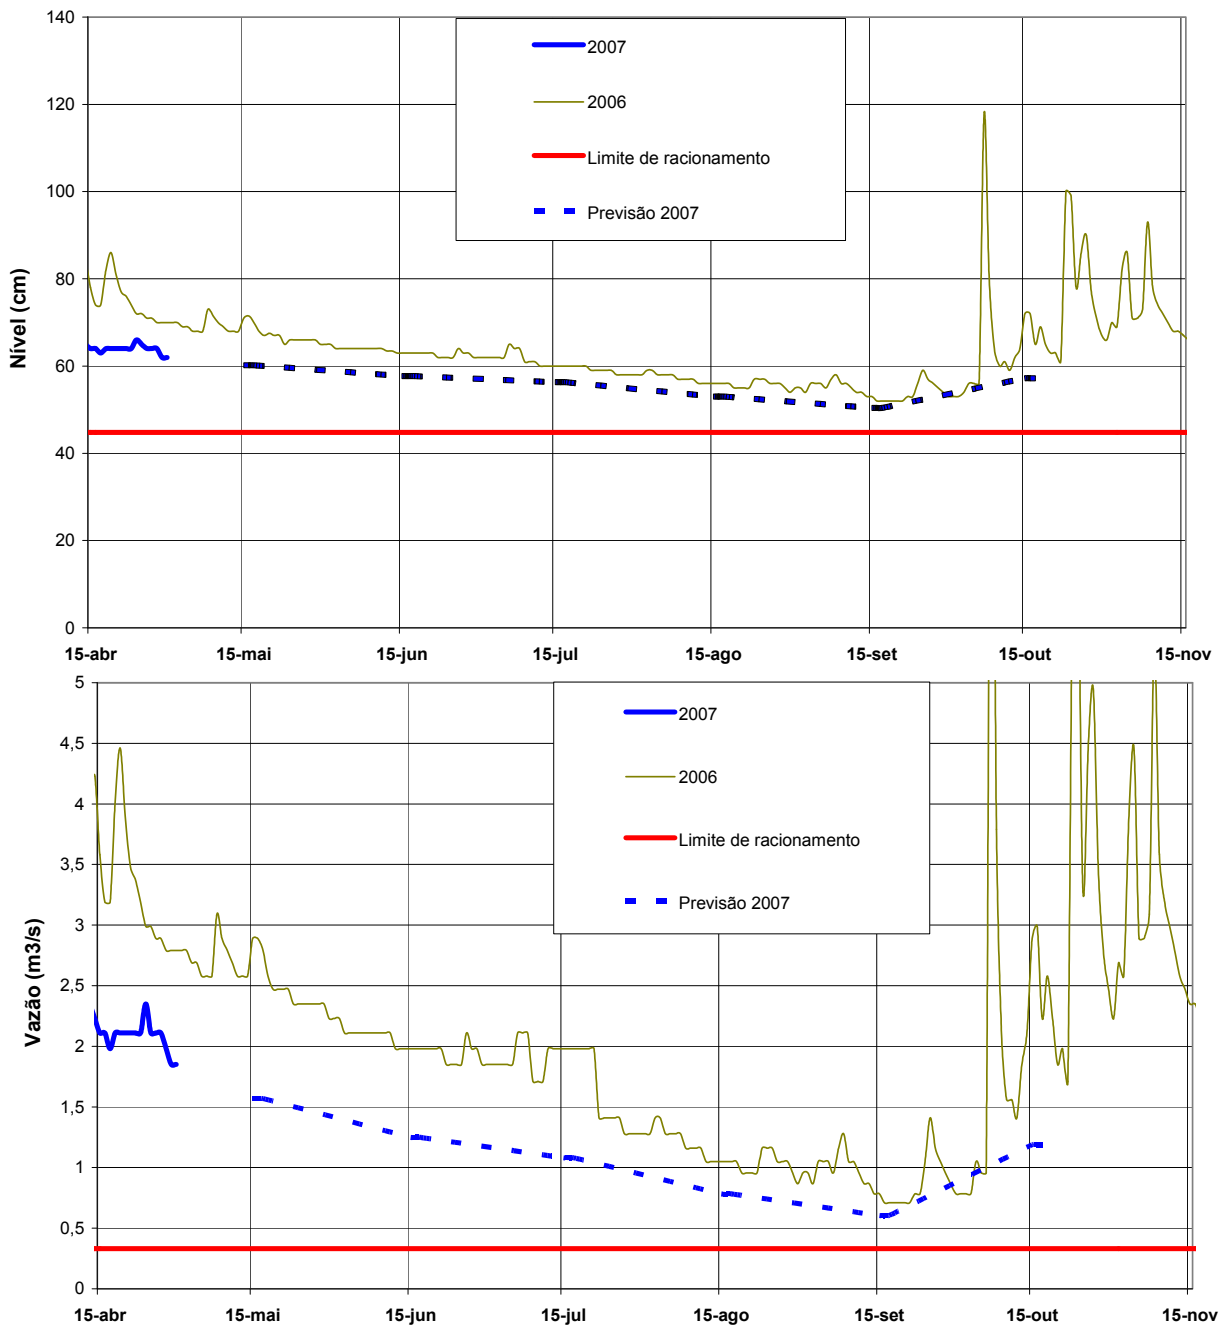 140
120
100
80
60
40
20
0
Nível (cm)
2007
2006
Limite de racionamento
Previsão 2007
15-abr 15-mai 15-jun 15-jul 15-ago 15-set 15-out 15-nov
5
4,5
4
3,5
3
2,5
2
1,5
1
0,5
0
Vazão (m3/s)
2007
2006
Limite de racionamento
Previsão 2007
15-abr 15-mai 15-jun 15-jul 15-ago 15-set 15-out 15-nov